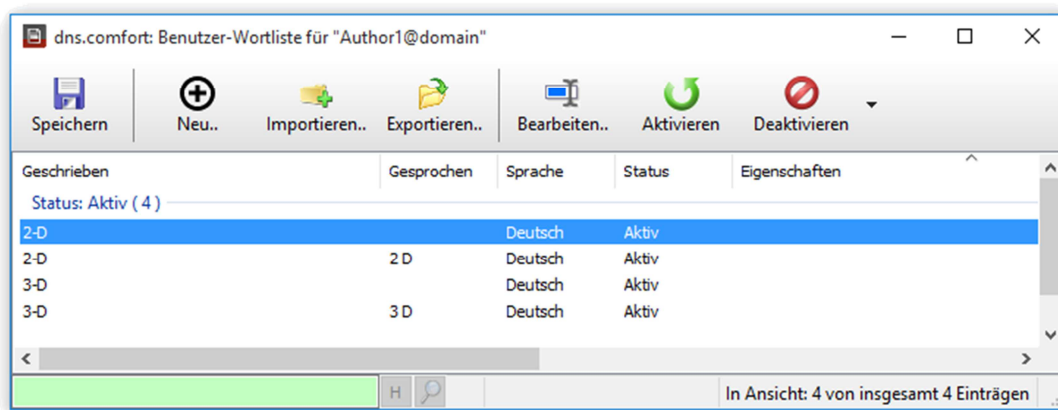 dns.comfort: Benutzer-Wortliste für "Author1@domain"
Speichern Neu.. Importieren.. Exportieren.. Bearbeiten.. Aktivieren Deaktivieren
Geschrieben Gesprochen Sprache Status Eigenschaften
Status: Aktiv ( 4 )
2-D Deutsch Aktiv
2-D 2 D Deutsch Aktiv
3-D Deutsch Aktiv
3-D 3 D Deutsch Aktiv
H In Ansicht: 4 von insgesamt 4 Einträgen